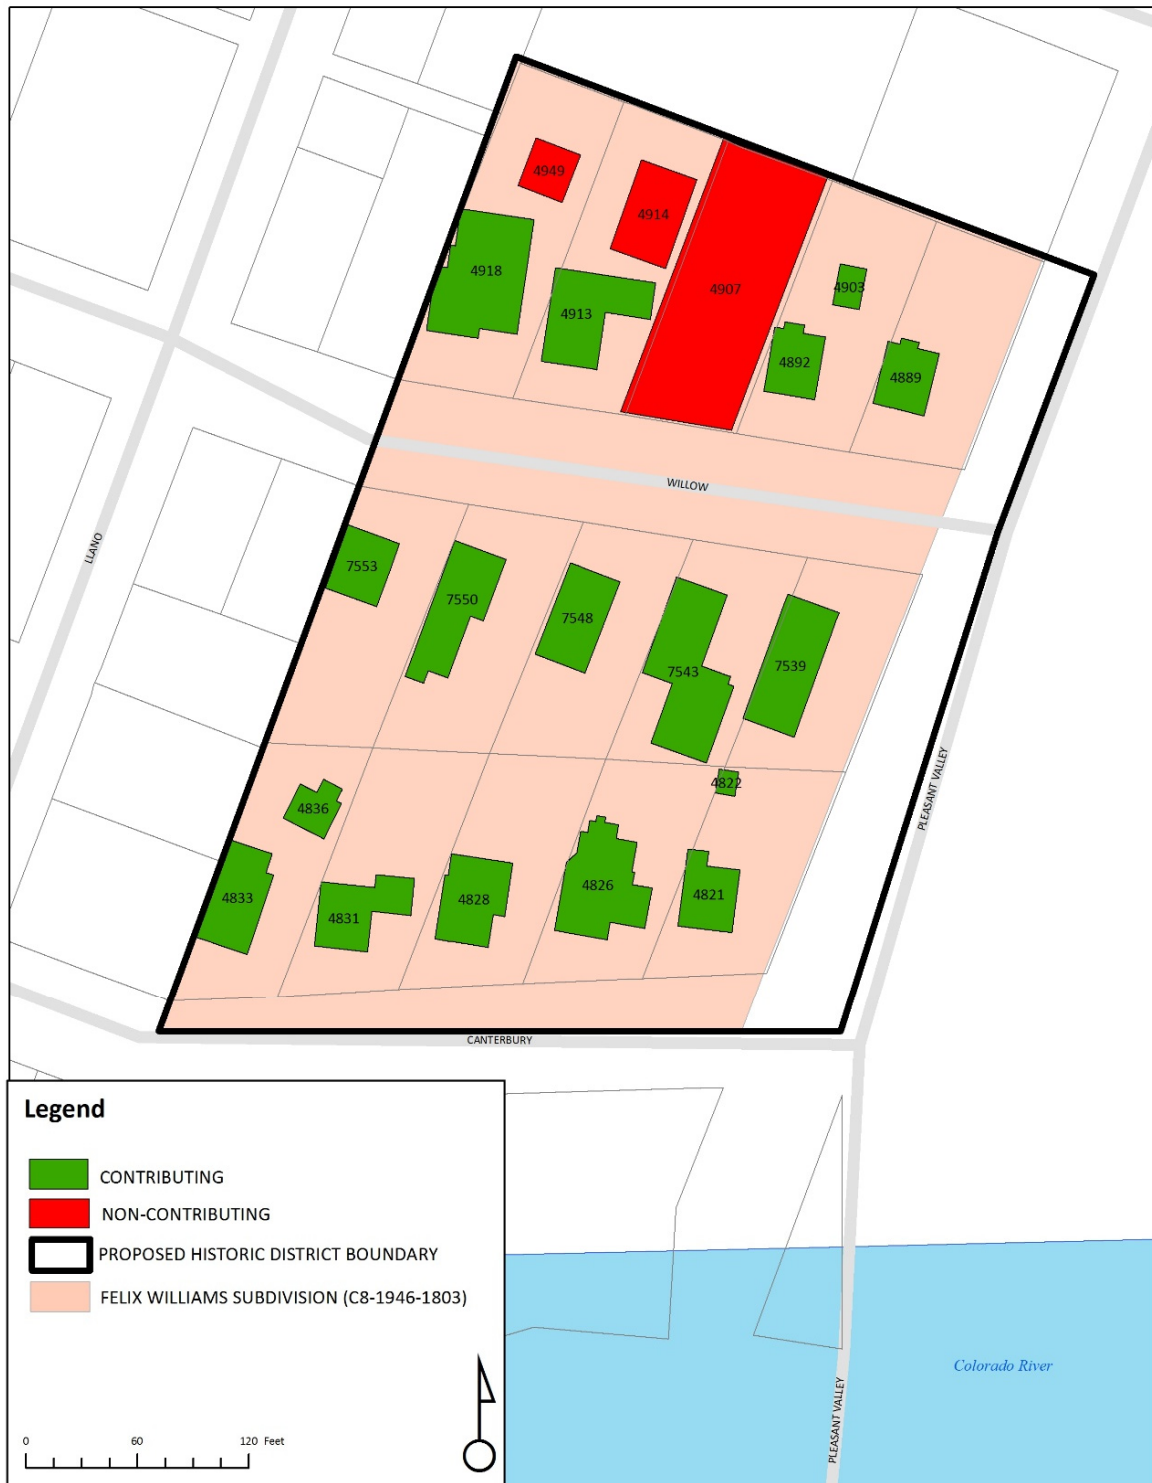 4949
4914
4918
4907
4903
4913
4892
4889
WILLOW
LLANO
7553
7550
7548
7543
7539
PLEASANT VALLEY
4822
4836
4833
4831
4828
4826
4821
CANTERBURY
Legend
CONTRIBUTING
NON-CONTRIBUTING
PROPOSED HISTORIC DISTRICT BOUNDARY
FELIX WILLIAMS SUBDIVISION (C8-1946-1803)
Colorado River
PLEASANT VALLEY
0 60 120 Feet